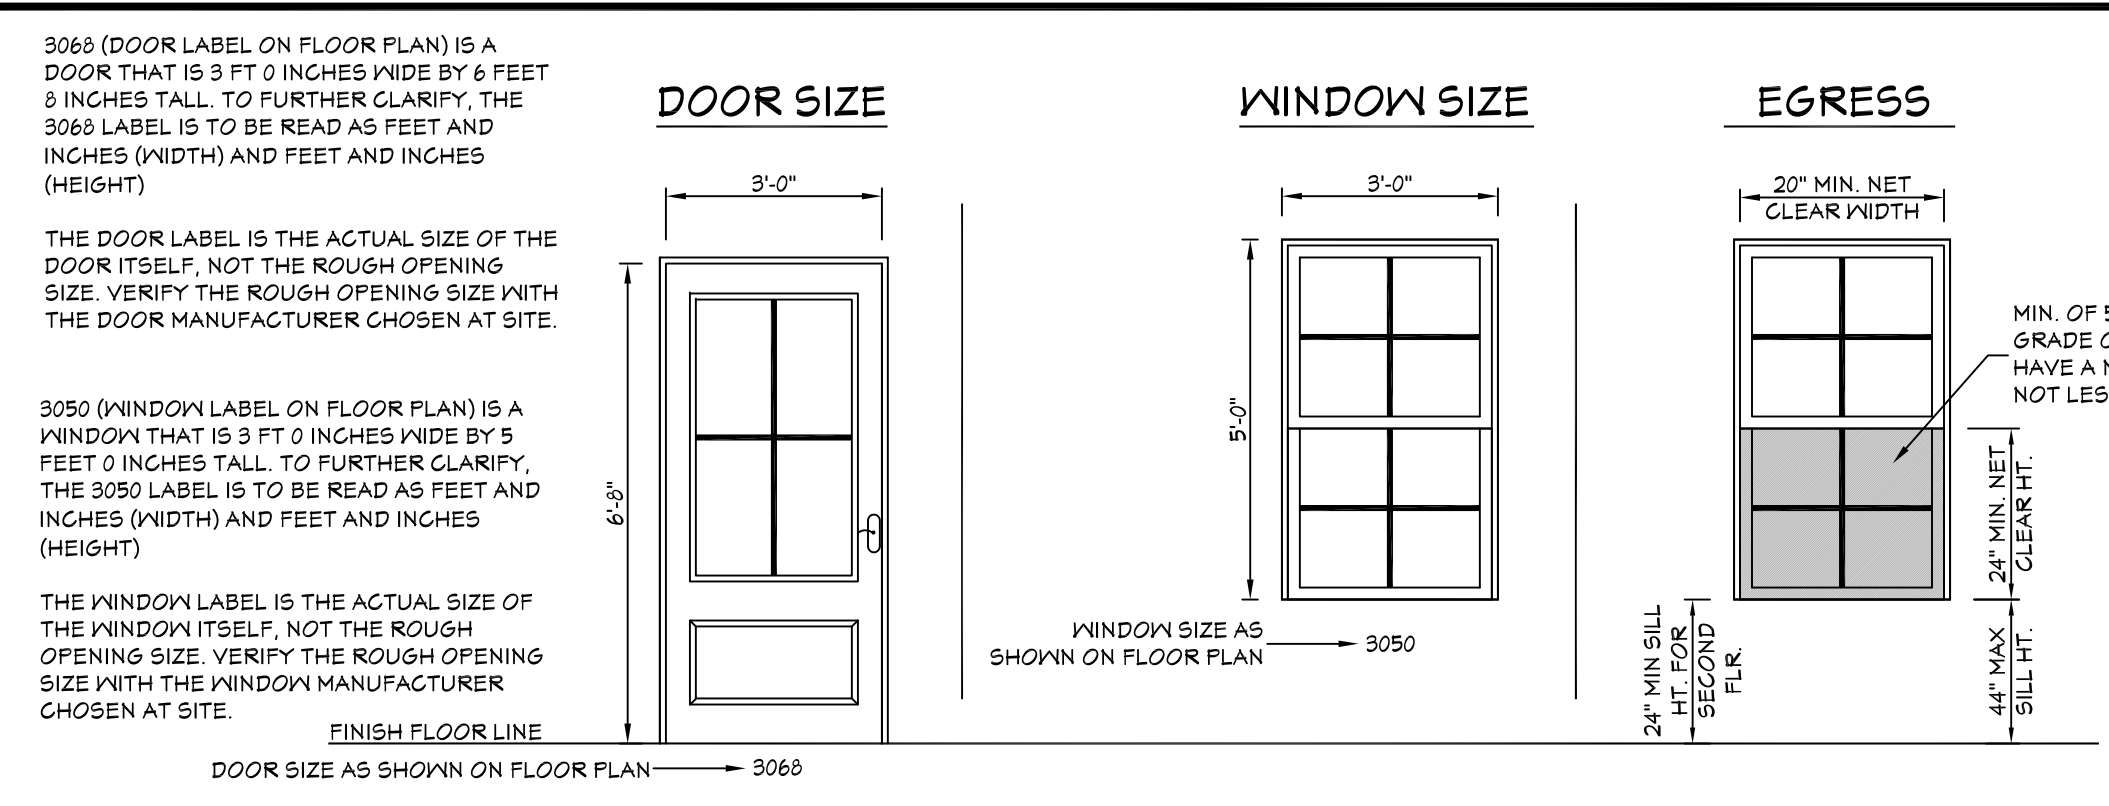 3068 (DOOR LABEL ON FLOOR PLAN) IS A
DOOR THAT IS 3 FT 0 INCHES WIDE BY 6 FEET
8 INCHES TALL. TO FURTHER CLARIFY, THE
3068 LABEL IS TO BE READ AS FEET AND
INCHES (WIDTH) AND FEET AND INCHES
(HEIGHT)
THE DOOR LABEL IS THE ACTUAL SIZE OF THE
DOOR ITSELF, NOT THE ROUGH OPENING
SIZE. VERIFY THE ROUGH OPENING SIZE WITH
THE DOOR MANUFACTURER CHOSEN AT SITE.
3050 (WINDOW LABEL ON FLOOR PLAN) IS A
WINDOW THAT IS 3 FT 0 INCHES WIDE BY 5
FEET 0 INCHES TALL. TO FURTHER CLARIFY,
THE 3050 LABEL IS TO BE READ AS FEET AND
INCHES (WIDTH) AND FEET AND INCHES
(HEIGHT)
THE WINDOW LABEL IS THE ACTUAL SIZE OF
THE WINDOW ITSELF, NOT THE ROUGH
OPENING SIZE. VERIFY THE ROUGH OPENING
SIZE WITH THE WINDOW MANUFACTURER
CHOSEN AT SITE.
FINISH FLOOR LINE
DOOR SIZE AS SHOWN ON FLOOR PLAN
3068
DOOR SIZE
3'-0"
6'-8"
WINDOW SIZE
3'-0"
5'-0"
WINDOW SIZE AS
SHOWN ON FLOOR PLAN
3050
EGRESS
20" MIN. NET
CLEAR WIDTH
MIN. OF 5
GRADE
HAVE A
NOT LES
24" MIN. NET
CLEAR HT.
24" MIN SILL
HT. FOR
SECOND
FLR.
44" MAX
SILL HT.